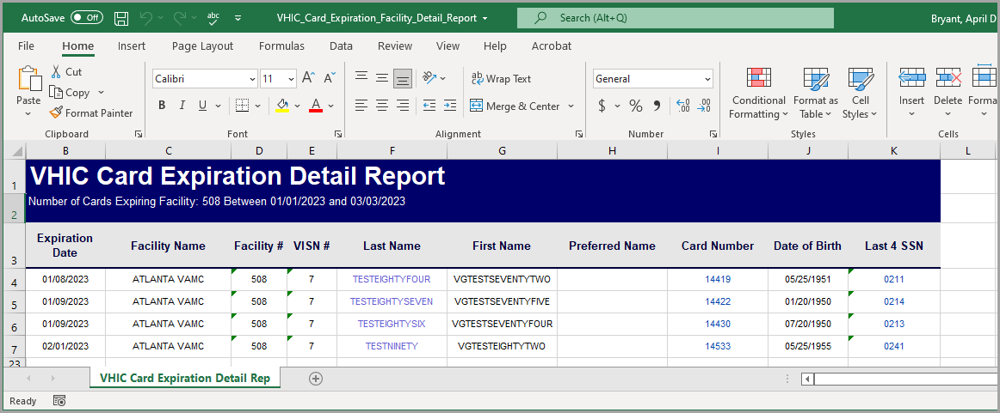 AutoSave Off VHIC_Card_Expiration_Facility_Detail_Report Search (Alt+Q) Bryant, April D
File Home Insert Page Layout Formulas Data Review View Help Acrobat
Paste
Cut
Copy
Format Painter
Clipboard
Calibri 11 A A
B I U A
Font
ab Wrap Text
Merge & Center
Alignment
General
$ % 9 .00 .00
Number
Conditional Formatting
Format as Table
Cell Styles
Styles
Insert Delete Forma
Cells
B C D E F G H I J K L
1 VHIC Card Expiration Detail Report
2 Number of Cards Expiring Facility: 508 Between 01/01/2023 and 03/03/2023
3 Expiration Date Facility Name Facility # VISN # Last Name First Name Preferred Name Card Number Date of Birth Last 4 SSN
4 01/08/2023 ATLANTA VAMC 508 7 TESTEIGHTYFOUR VGTESTSEVENTYTWO 14419 05/25/1951 0211
5 01/09/2023 ATLANTA VAMC 508 7 TESTEIGHTYSEVEN VGTESTSEVENTYFIVE 14422 01/20/1950 0214
6 01/09/2023 ATLANTA VAMC 508 7 TESTEIGHTYSIX VGTESTSEVENTYFOUR 14430 07/20/1950 0213
7 02/01/2023 ATLANTA VAMC 508 7 TESTNINETY VGTESTEIGHTYTWO 14533 05/25/1955 0241
23
VHIC Card Expiration Detail Rep
Ready